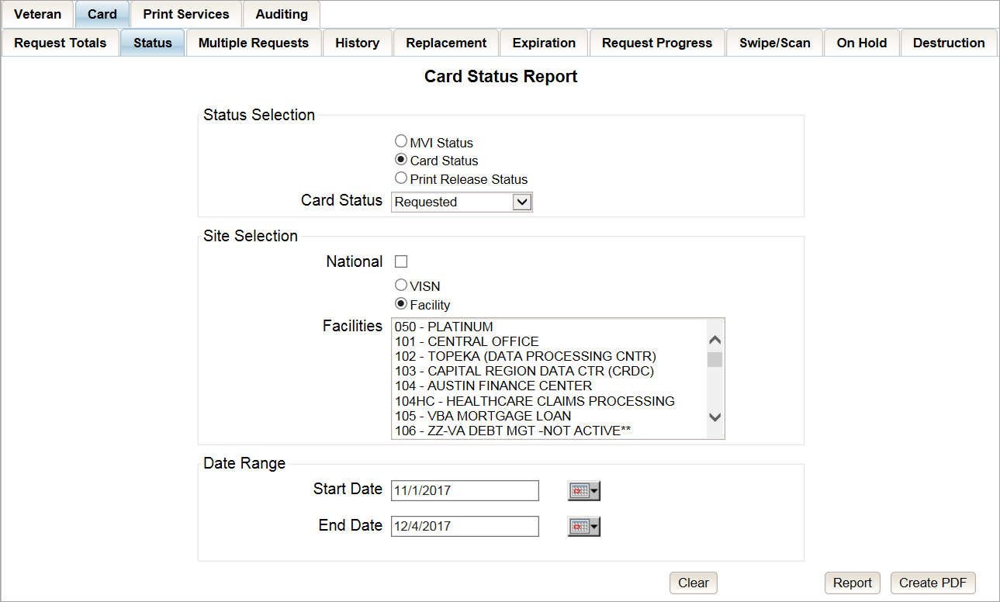 Veteran Card Print Services Auditing
Request Totals Status Multiple Requests History Replacement Expiration Request Progress Swipe/Scan On Hold Destruction
Card Status Report
Status Selection
MVI Status
Card Status
Print Release Status
Card Status Requested
Site Selection
National
VISN
Facility
Facilities 050 - PLATINUM
101 - CENTRAL OFFICE
102 - TOPEKA (DATA PROCESSING CNTR)
103 - CAPITAL REGION DATA CTR (CRDC)
104 - AUSTIN FINANCE CENTER
104HC - HEALTHCARE CLAIMS PROCESSING
105 - VBA MORTGAGE LOAN
106 - ZZ-VA DEBT MGT -NOT ACTIVE**
Date Range
Start Date 11/1/2017
End Date 12/4/2017
Clear Report Create PDF